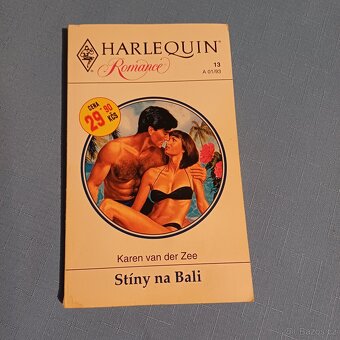 HARLEQUIN
Romance
13
A 01/93
CENA
29.90
KČS
Karen van der Zee
Stíny na Bali